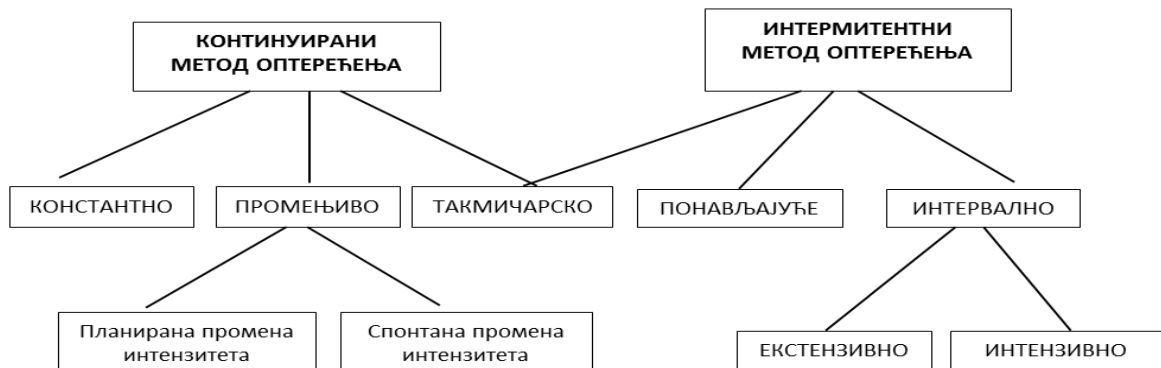 КОНТИНУИРАНИ
МЕТОД ОПТЕРЕЋЕЊА
ИНТЕРМИТЕНТНИ
МЕТОД ОПТЕРЕЋЕЊА
КОНСТАНТНО
ПРОМЕЊИВО
ТАКМИЧАРСКО
ПОНАВЉАЈУЋЕ
ИНТЕРВАЛНО
Планирана промена
интензитета
Спонтана промена
интензитета
ЕКСТЕНЗИВНО
ИНТЕНЗИВНО